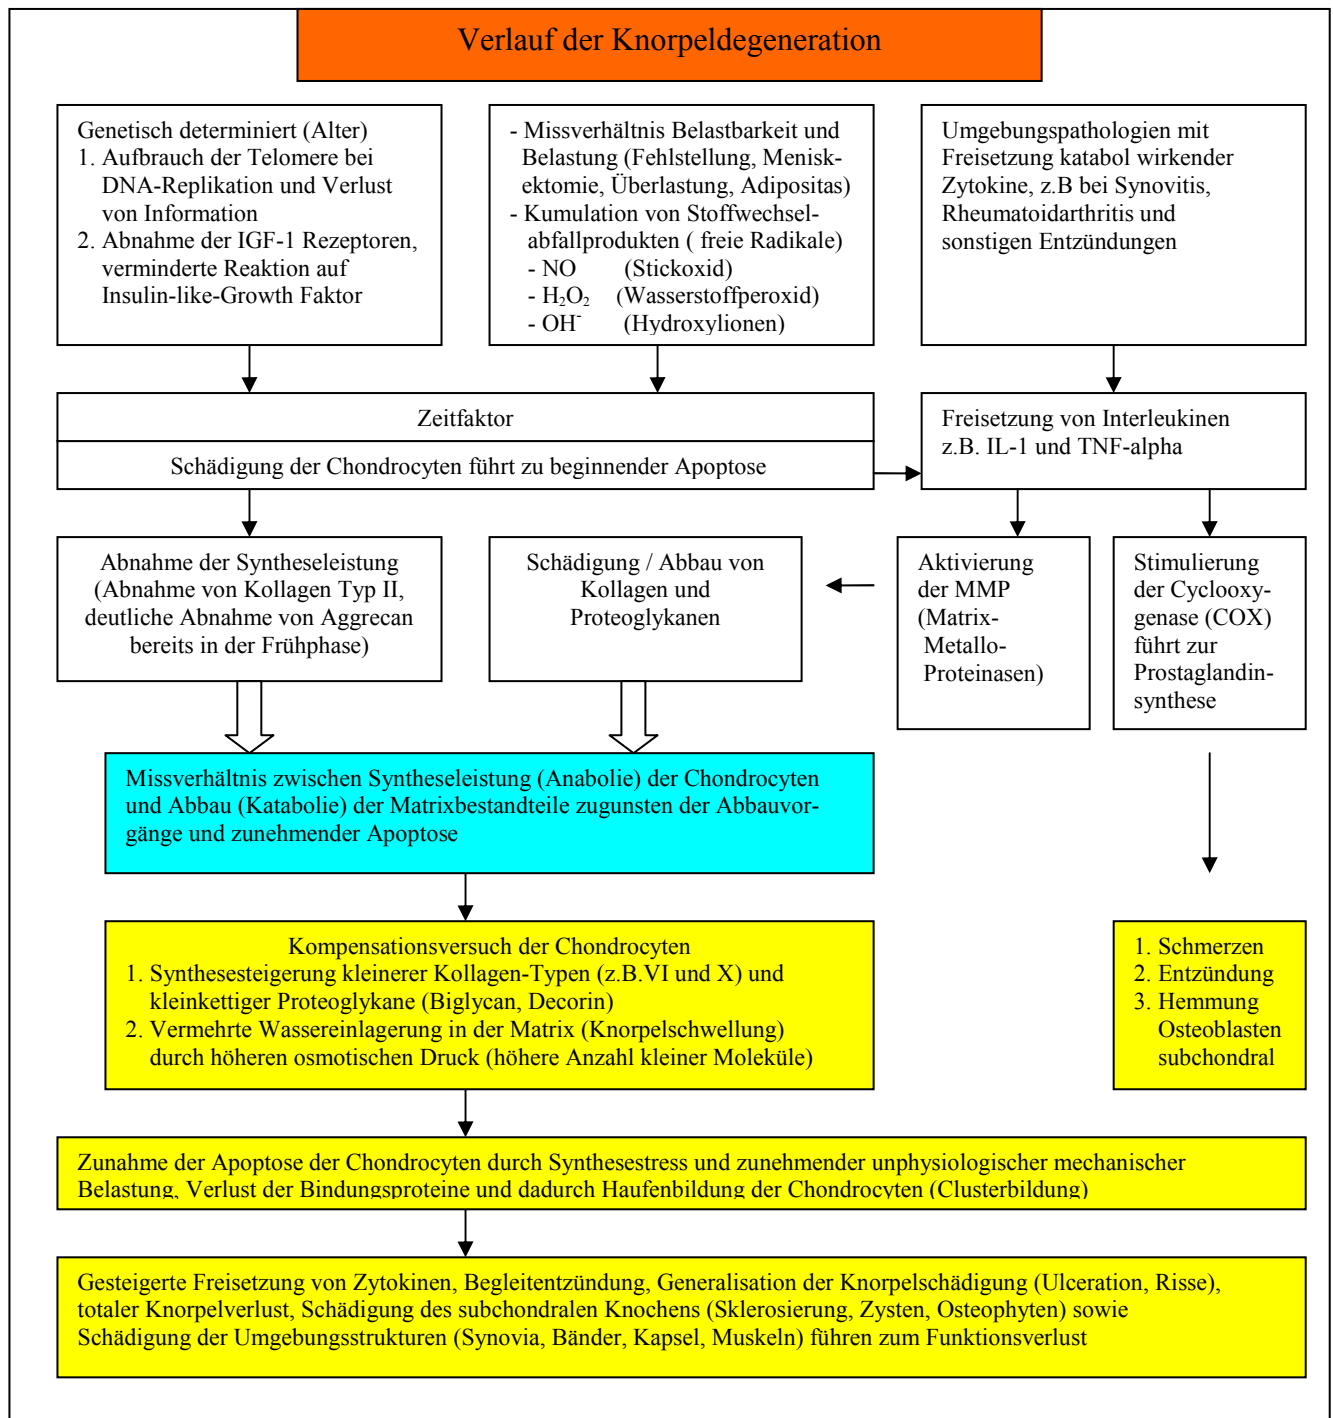 Verlauf der Knorpeldegeneration
Genetisch determiniert (Alter)
1. Aufbrauch der Telomere bei
DNA-Replikation und Verlust
von Information
2. Abnahme der IGF-1 Rezeptoren,
verminderte Reaktion auf
Insulin-like-Growth Faktor
- Missverhältnis Belastbarkeit und
Belastung (Fehlstellung, Menisk-
ektomie, Überlastung, Adipositas)
- Kumulation von Stoffwechsel-
abfallprodukten ( freie Radikale)
- NO (Stickoxid)
- H₂O₂ (Wasserstoffperoxid)
- OH⁻ (Hydroxylionen)
Umgebungspathologien mit
Freisetzung katabol wirkender
Zytokine, z.B bei Synovitis,
Rheumatoidarthritis und
sonstigen Entzündungen
Zeitfaktor
Schädigung der Chondrocyten führt zu beginnender Apoptose
Freisetzung von Interleukinen
z.B. IL-1 und TNF-alpha
Abnahme der Syntheseleistung
(Abnahme von Kollagen Typ II,
deutliche Abnahme von Aggrecan
bereits in der Frühphase)
Schädigung / Abbau von
Kollagen und
Proteoglykanen
Aktivierung
der MMP
(Matrix-
Metallo-
Proteinasen)
Stimulierung
der Cyclooxy-
genase (COX)
führt zur
Prostaglandin-
synthese
Missverhältnis zwischen Syntheseleistung (Anabolie) der Chondrocyten
und Abbau (Katabolie) der Matrixbestandteile zugunsten der Abbauvor-
gänge und zunehmender Apoptose
Kompensationsversuch der Chondrocyten
1. Synthesesteigerung kleinerer Kollagen-Typen (z.B.VI und X) und
kleinkettiger Proteoglykane (Biglycan, Decorin)
2. Vermehrte Wassereinlagerung in der Matrix (Knorpelschwellung)
durch höheren osmotischen Druck (höhere Anzahl kleiner Moleküle)
1. Schmerzen
2. Entzündung
3. Hemmung
Osteoblasten
subchondral
Zunahme der Apoptose der Chondrocyten durch Synthesestress und zunehmender unphysiologischer mechanischer
Belastung, Verlust der Bindungsproteine und dadurch Haufenbildung der Chondrocyten (Clusterbildung)
Gesteigerte Freisetzung von Zytokinen, Begleitentzündung, Generalisation der Knorpelschädigung (Ulceration, Risse),
totaler Knorpelverlust, Schädigung des subchondralen Knochens (Sklerosierung, Zysten, Osteophyten) sowie
Schädigung der Umgebungsstrukturen (Synovia, Bänder, Kapsel, Muskeln) führen zum Funktionsverlust